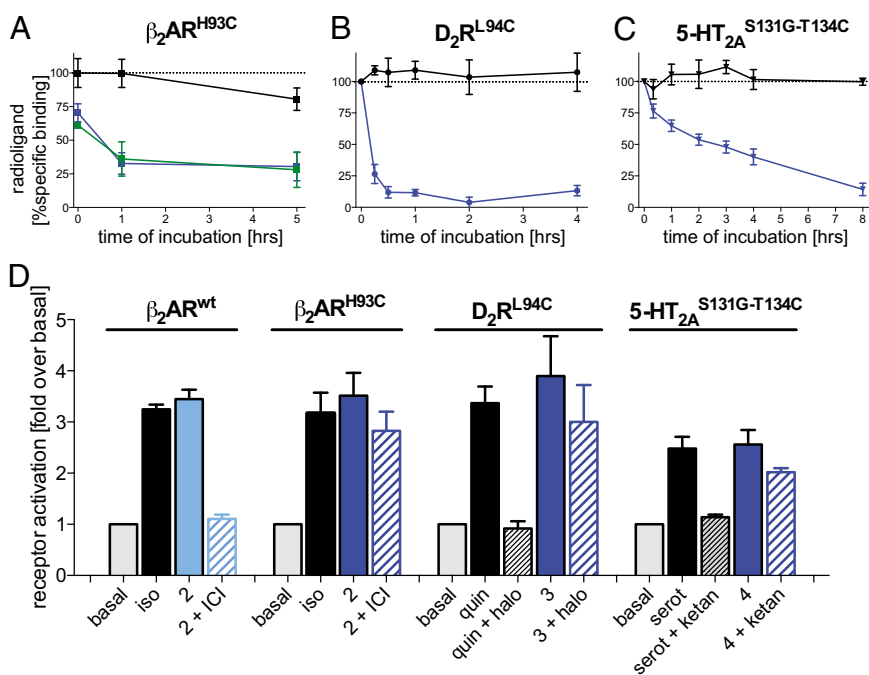 A
β₂AR^H93C
radioligand
[%specific binding]
100
75
50
25
0
0 1 2 3 4 5
time of incubation [hrs]
B
D₂R^L94C
100
75
50
25
0
0 1 2 3 4
time of incubation [hrs]
C
5-HT₂A^S131G-T134C
100
75
50
25
0
0 1 2 3 4 5 6 7 8
time of incubation [hrs]
D
receptor activation [fold over basal]
5
4
3
2
1
0
β₂AR^wt
β₂AR^H93C
D₂R^L94C
5-HT₂A^S131G-T134C
basal
iso
2
2 + ICI
basal
iso
2
2 + ICI
basal
quin
quin + halo
3
3 + halo
basal
serot
serot + ketan
4
4 + ketan